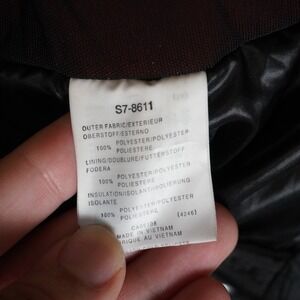 S7-8611
OUTER FABRIC/EXTERIEUR
OBERSTOFF/ESTERNO
100% POLYESTER/POLYESTER
POLIESTERE
LINING/DOUBLURE/FUTTERSTOFF
FODERA
100% POLYESTER/POLYESTER
POLIESTERE
INSULATION/ISOLANT/ISOLIERUNG
ISOLANTE
100% POLYESTER/POLYESTER
POLIESTERE [4246]
MADE IN VIETNAM
FABRIQUE AU VIETNAM